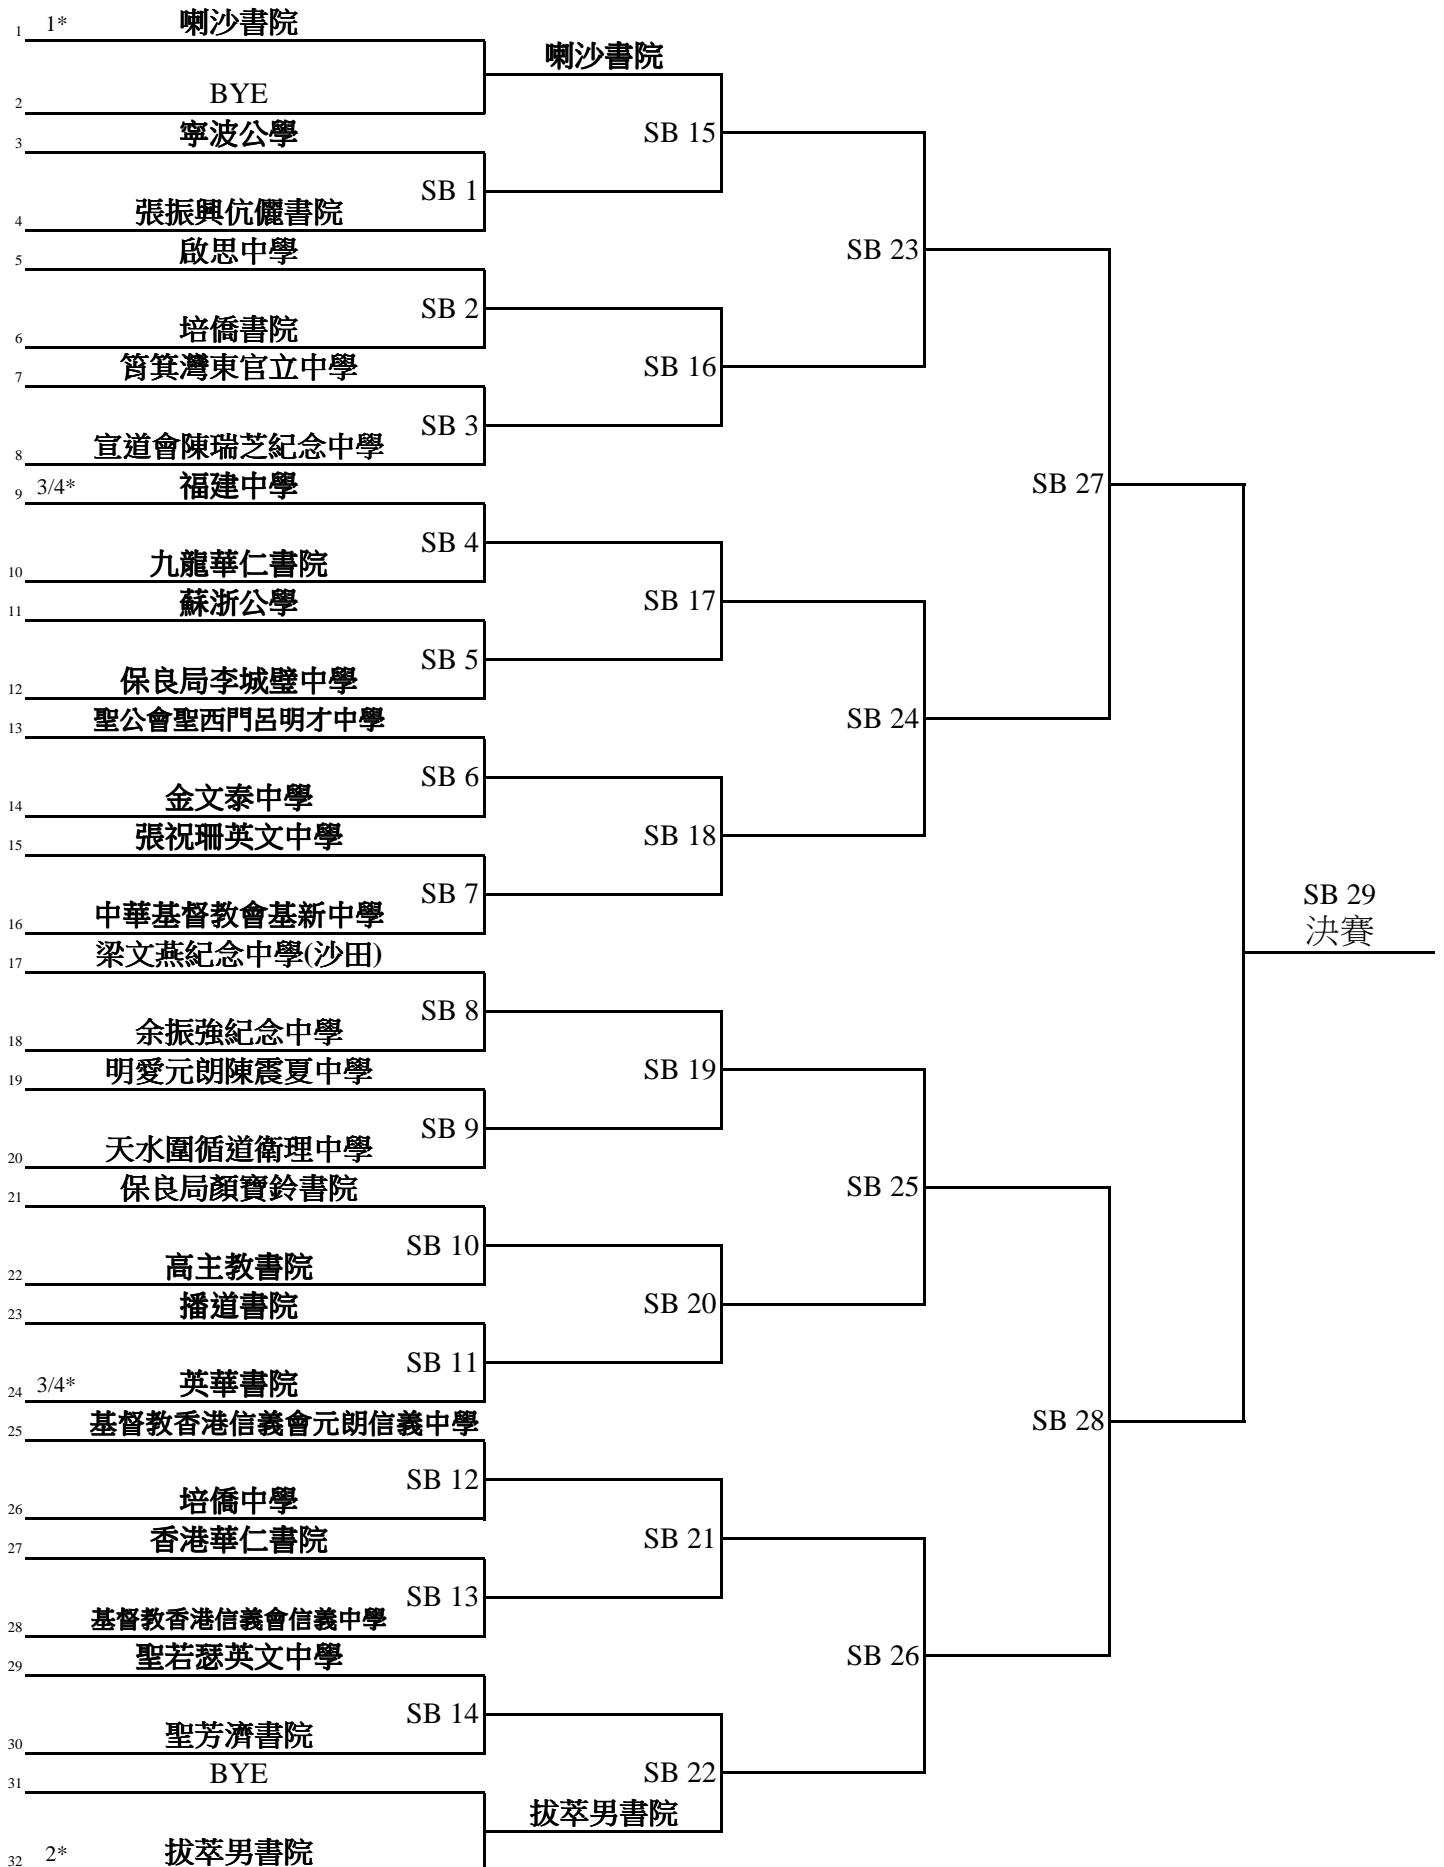 1 1* 喇沙書院
喇沙書院
2 BYE
3 寧波公學
SB 15
SB 1
4 張振興伉儷書院
5 啟思中學
SB 23
SB 2
6 培僑書院
7 筲箕灣東官立中學
SB 16
SB 3
8 宣道會陳瑞芝紀念中學
9 3/4* 福建中學
SB 27
SB 4
10 九龍華仁書院
11 蘇浙公學
SB 17
SB 5
12 保良局李城璧中學
13 聖公會聖西門呂明才中學
SB 24
SB 6
14 金文泰中學
15 張祝珊英文中學
SB 18
SB 7
16 中華基督教會基新中學
SB 29
決賽
17 梁文燕紀念中學(沙田)
SB 8
18 余振強紀念中學
19 明愛元朗陳震夏中學
SB 19
SB 9
20 天水圍循道衛理中學
21 保良局顏寶鈴書院
SB 25
SB 10
22 高主教書院
23 播道書院
SB 20
SB 11
24 3/4* 英華書院
25 基督教香港信義會元朗信義中學
SB 28
SB 12
26 培僑中學
27 香港華仁書院
SB 21
SB 13
28 基督教香港信義會信義中學
29 聖若瑟英文中學
SB 26
SB 14
30 聖芳濟書院
31 BYE
SB 22
拔萃男書院
32 2* 拔萃男書院